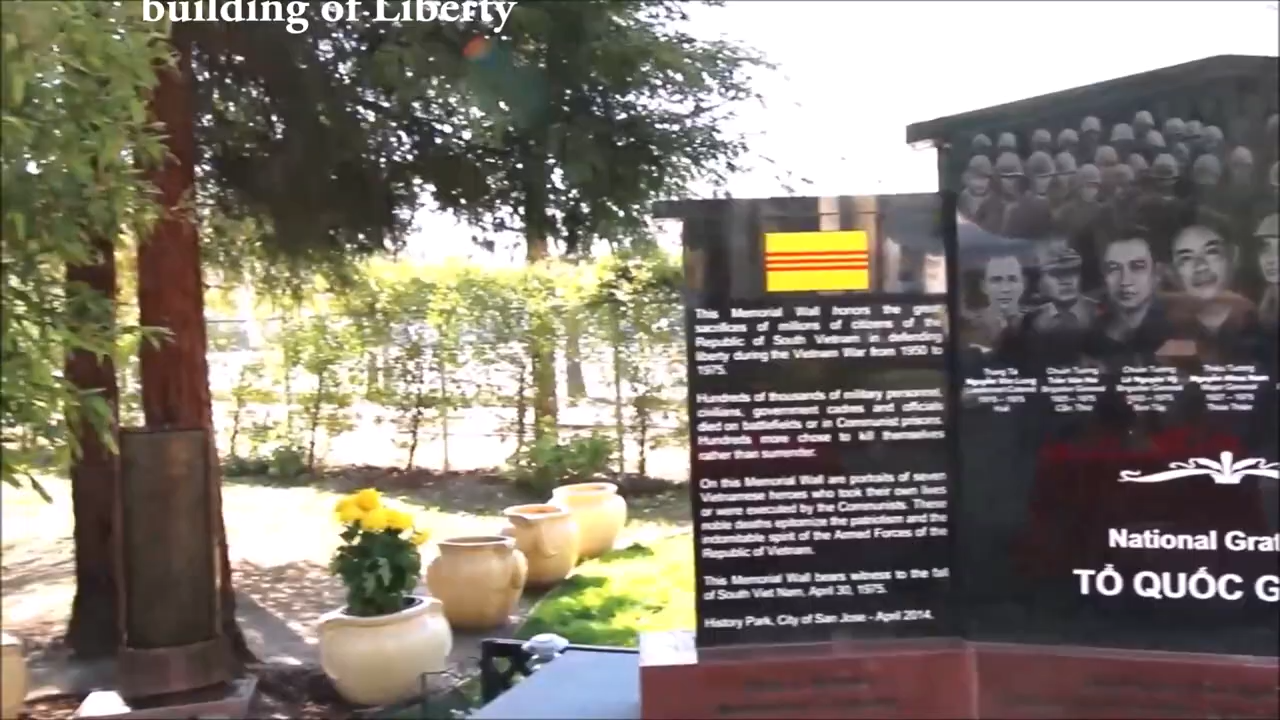 building of Liberty
This Memorial Wall honors the great
sacrifices of millions of citizens of the
Republic of South Vietnam in defending
liberty during the Vietnam War from 1950 to
1975.
Hundreds of thousands of military personnel,
civilians, government cadres and officials
died on battlefields or in Communist prisons.
Hundreds more chose to kill themselves
rather than surrender.
On this Memorial Wall are portraits of seven
Vietnamese heroes who took their own lives
or were executed by the Communists. These
noble deaths epitomize the patriotism and the
indomitable spirit of the Armed Forces of the
Republic of Vietnam.
This Memorial Wall bears witness to the fall
of South Viet Nam, April 30, 1975.
History Park, City of San Jose - April 2014.
National Grat
TỔ QUỐC G